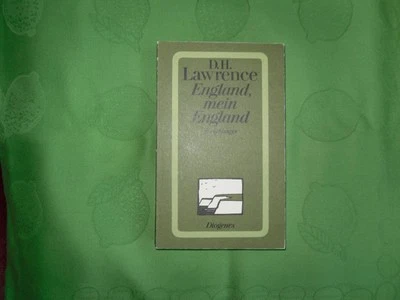 D.H.
Lawrence
England,
mein
England
Diogenes